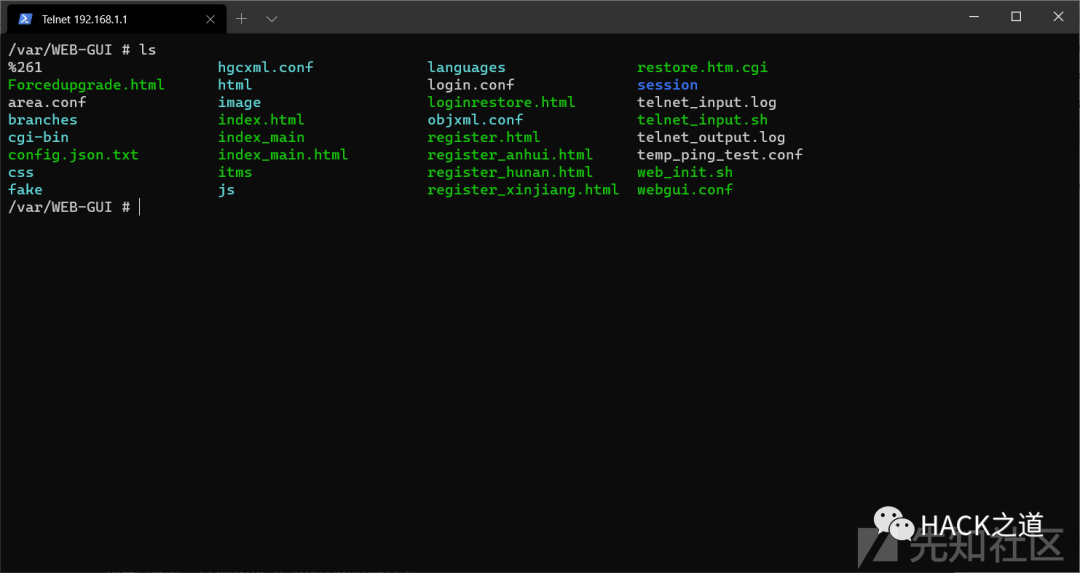 Telnet 192.168.1.1
/var/WEB-GUI # ls
%261 hgcxml.conf languages restore.htm.cgi
Forcedupgrade.html html login.conf session
area.conf image loginrestore.html telnet_input.log
branches index.html objxml.conf telnet_input.sh
cgi-bin index_main register.html telnet_output.log
config.json.txt index_main.html register_anhui.html temp_ping_test.conf
css itms register_hunan.html web_init.sh
fake js register_xinjiang.html webgui.conf
/var/WEB-GUI #
HACK之道
先知社区